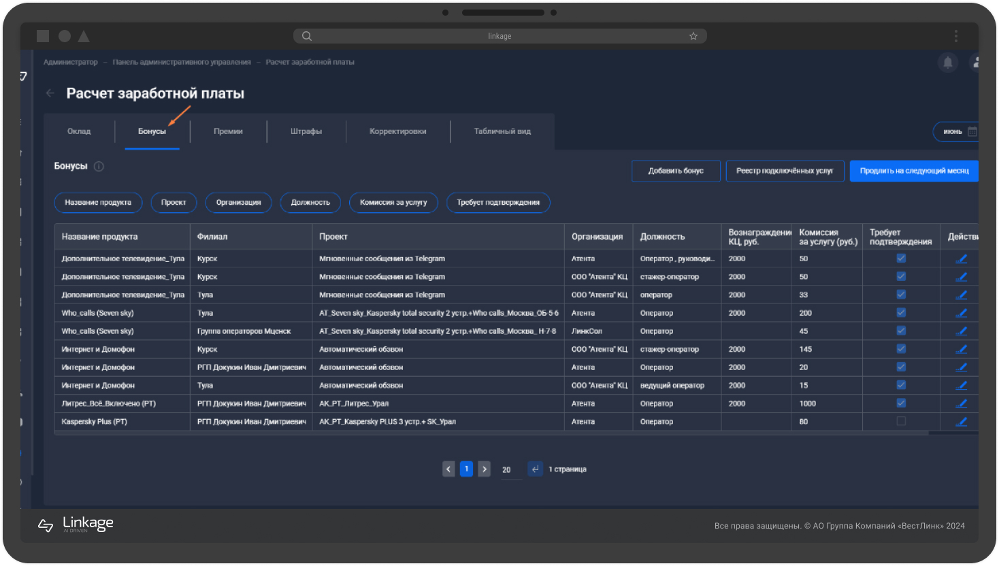 linkage
Администратор – Панель административного управления – Расчет заработной платы
Расчет заработной платы
Оклад Бонусы Премии Штрафы Корректировки Табличный вид
июнь
Бонусы
Добавить бонус Реестр подключённых услуг Продлить на следующий месяц
Название продукта Проект Организация Должность Комиссия за услугу Требует подтверждения
Название продукта Филиал Проект Организация Должность Вознаграждение КЦ, руб. Комиссия за услугу (руб.) Требует подтверждения Действи
Дополнительное телевидение_Тула Курск Мгновенные сообщения из Telegram Атента Оператор , руководи... 2000 50
Дополнительное телевидение_Тула Курск Мгновенные сообщения из Telegram ООО "Атента" КЦ стажер-оператор 2000 50
Дополнительное телевидение_Тула Тула Мгновенные сообщения из Telegram ООО "Атента" КЦ оператор 2000 33
Who_calls (Seven sky) Тула AT_Seven sky_Kaspersky total security 2 устр.+Who calls_Москва_ОБ-5-6 Атента Оператор 2000 200
Who_calls (Seven sky) Группа операторов Мценск AT_Seven sky_Kaspersky total security 2 устр.+Who calls_Москва_ Н-7-8 ЛинкСол Оператор 45
Интернет и Домофон Курск Автоматический обзвон ООО "Атента" КЦ стажер-оператор 2000 145
Интернет и Домофон РГП Докукин Иван Дмитриевич Автоматический обзвон Атента Оператор 2000 20
Интернет и Домофон Тула Автоматический обзвон ООО "Атента" КЦ ведущий оператор 2000 15
Литрес_Всё_Включено (РТ) РГП Докукин Иван Дмитриевич АК_РТ_Литрес_Урал Атента Оператор 2000 1000
Kaspersky Plus (РТ) РГП Докукин Иван Дмитриевич АК_РТ_Kaspersky PLUS 3 устр.+ SK_Урал Атента Оператор 80
1 20 1 страница
Linkage
AI DRIVEN
Все права защищены. © АО Группа Компаний «ВестЛинк» 2024